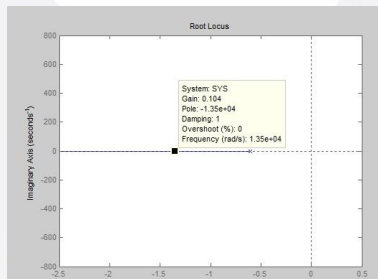 Root Locus
800
600
400
200
0
-200
-400
-600
-800
Imaginary Axis (seconds⁻¹)
System: SYS
Gain: 0.104
Pole: -1.35e+04
Damping: 1
Overshoot (%): 0
Frequency (rad/s): 1.35e+04
-2.5 -2 -1.5 -1 -0.5 0 0.5